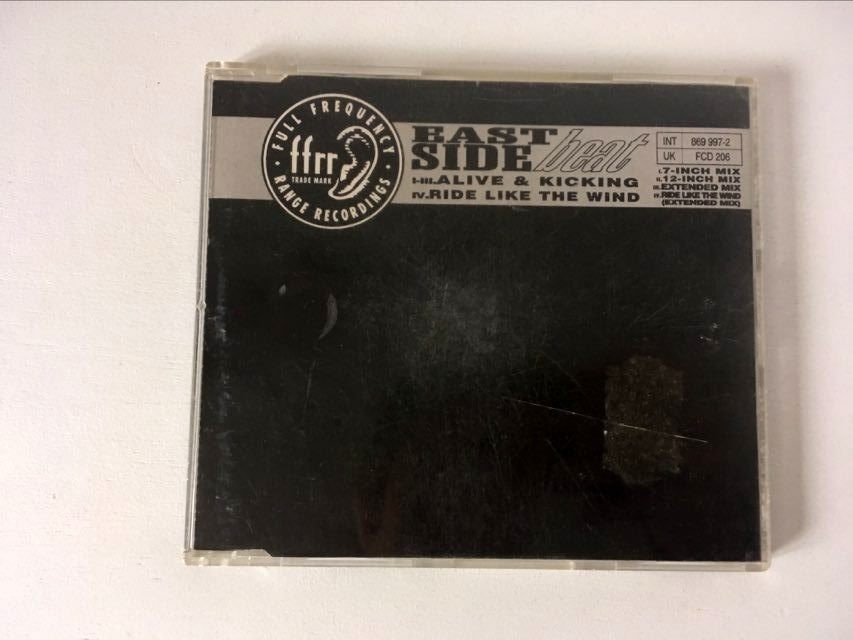 FULL FREQUENCY
ffrr
TRADE MARK
RANGE RECORDINGS
EAST
SIDE beat
I-III.ALIVE & KICKING
IV.RIDE LIKE THE WIND
INT 869 997-2
UK FCD 206
I.7-INCH MIX
II.12-INCH MIX
III.EXTENDED MIX
IV.RIDE LIKE THE WIND
(EXTENDED MIX)